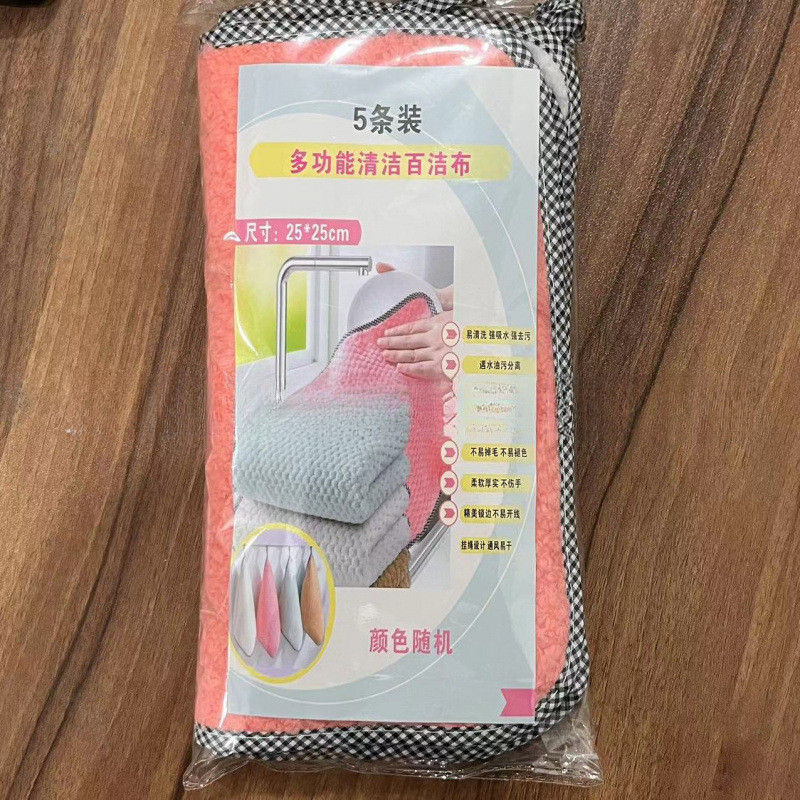 5条装
多功能清洁百洁布
尺寸：25*25cm
易清洗 强吸水 强去污
遇水油污分离
不易掉毛 不易褪色
柔软厚实 不伤手
精美锻边不易开线
挂绳设计 通风易干
颜色随机